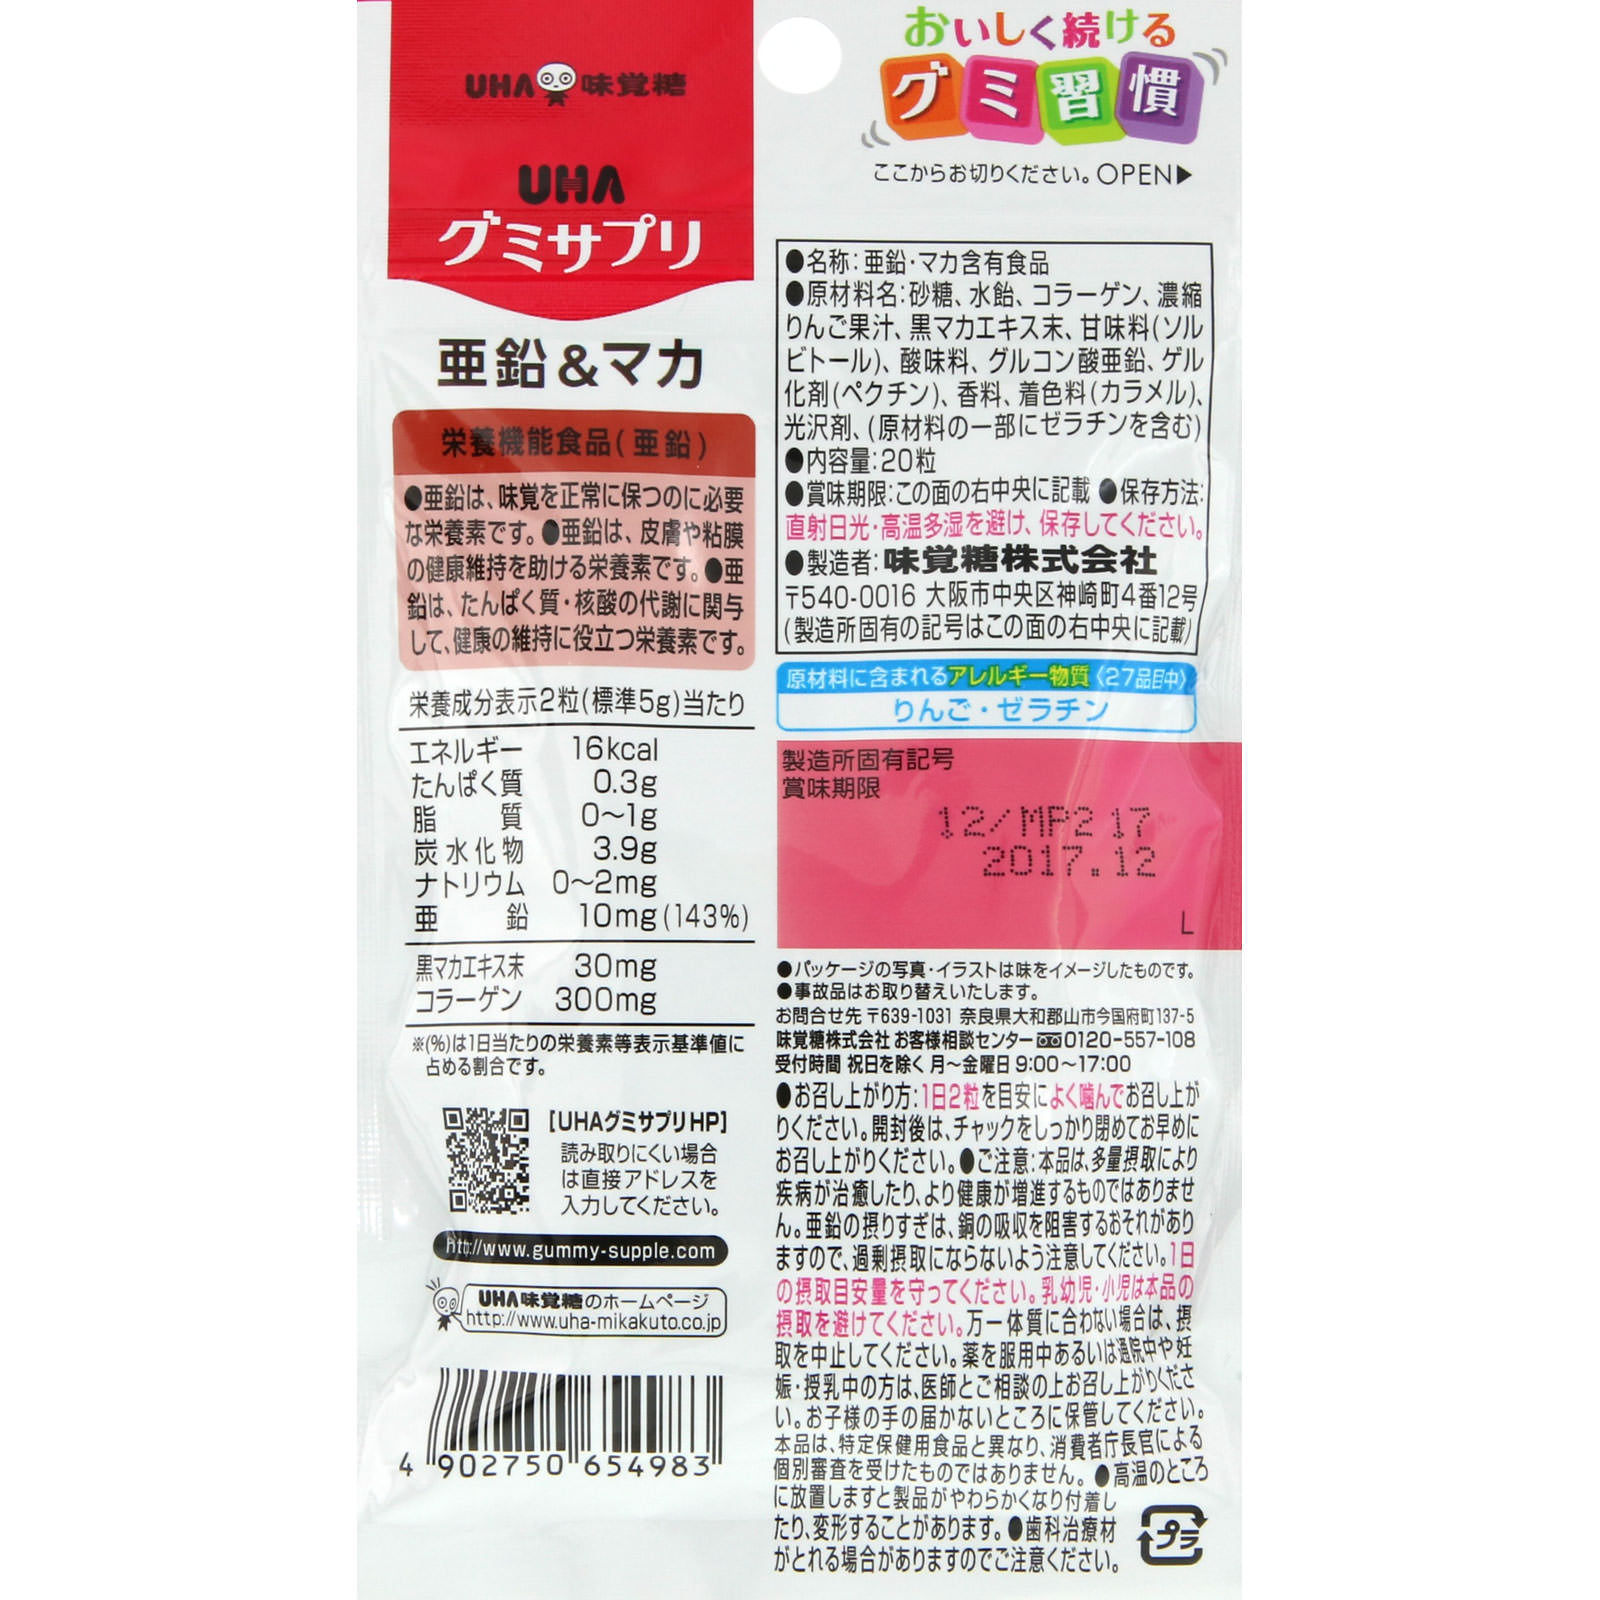 UHA味覚糖
UHA
グミサプリ
亜鉛&マカ
栄養機能食品(亜鉛)
●亜鉛は、味覚を正常に保つのに必要
な栄養素です。●亜鉛は、皮膚や粘膜
の健康維持を助ける栄養素です。●亜
鉛は、たんぱく質・核酸の代謝に関与
して、健康の維持に役立つ栄養素です。
栄養成分表示2粒(標準5g)当たり
エネルギー 16kcal
たんぱく質 0.3g
脂質 0～1g
炭水化物 3.9g
ナトリウム 0～2mg
亜鉛 10mg(143%)
黒マカエキス末 30mg
コラーゲン 300mg
※(%)は1日当たりの栄養素等表示基準値に
占める割合です。
[UHAグミサプリHP]
読み取りにくい場合
は直接アドレスを
入力してください。
http://www.gummy-supple.com
UHA味覚糖のホームページ
http://www.uha-mikakuto.co.jp
4 902750 654983
おいしく続ける
グミ習慣
ここからお切りください。OPEN▶
●名称:亜鉛・マカ含有食品
●原材料名:砂糖、水飴、コラーゲン、濃縮
りんご果汁、黒マカエキス末、甘味料(ソル
ビトール)、酸味料、グルコン酸亜鉛、ゲル
化剤(ペクチン)、香料、着色料(カラメル)、
光沢剤、(原材料の一部にゼラチンを含む)
●内容量:20粒
●賞味期限:この面の右中央に記載 ●保存方法:
直射日光・高温多湿を避け、保存してください。
●製造者:味覚糖株式会社
〒540-0016 大阪市中央区神崎町4番12号
(製造所固有の記号はこの面の右中央に記載)
原材料に含まれるアレルギー物質〈27品目中〉
りんご・ゼラチン
製造所固有記号
賞味期限
12/MP2 17
2017.12
L
●パッケージの写真・イラストは味をイメージしたものです。
●事故品はお取り替えいたします。
お問合せ先 〒639-1031 奈良県大和郡山市今国府町137-5
味覚糖株式会社 お客様相談センター 0120-557-108
受付時間 祝日を除く 月～金曜日 9:00～17:00
●お召し上がり方:1日2粒を目安によく噛んでお召し上が
りください。開封後は、チャックをしっかり閉めてお早めに
お召し上がりください。●ご注意:本品は、多量摂取により
疾病が治癒したり、より健康が増進するものではありませ
ん。亜鉛の摂りすぎは、銅の吸収を阻害するおそれがあり
ますので、過剰摂取にならないよう注意してください。1日
の摂取目安量を守ってください。乳幼児・小児は本品の
摂取を避けてください。万一体質に合わない場合は、摂
取を中止してください。薬を服用中あるいは通院中や妊
娠・授乳中の方は、医師とご相談の上お召し上がりくださ
い。お子様の手の届かないところに保管してください。
本品は、特定保健用食品と異なり、消費者庁長官による
個別審査を受けたものではありません。●高温のところ
に放置しますと製品がやわらかくなり付着し
たり、変形することがあります。●歯科治療材
がとれる場合がありますのでご注意ください。
プラ